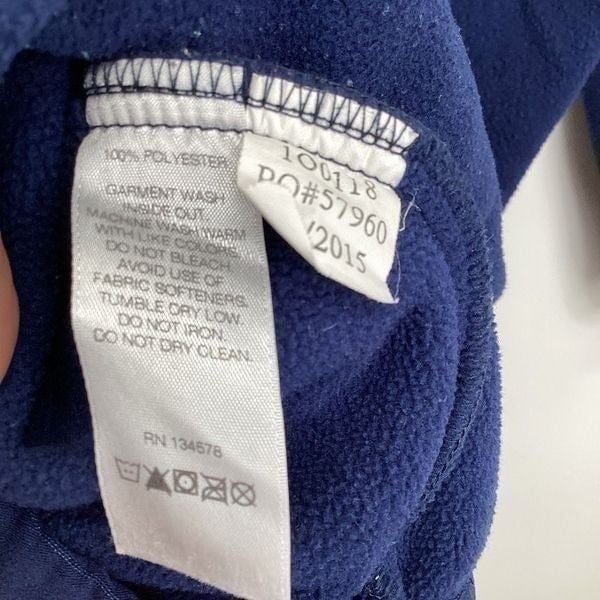 100% POLYESTER
GARMENT WASH
INSIDE OUT.
MACHINE WASH WARM
WITH LIKE COLORS.
DO NOT BLEACH.
AVOID USE OF
FABRIC SOFTENERS.
TUMBLE DRY LOW.
DO NOT IRON.
DO NOT DRY CLEAN.
RN 134678
100118
PO#57960
/2015